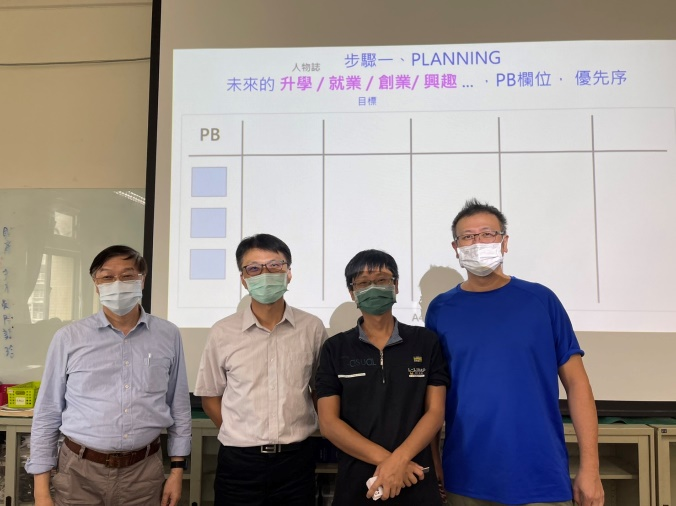 人物誌
步驟一、PLANNING
未來的 升學 / 就業 / 創業/ 興趣 ... ，PB欄位， 優先序
目標
PB